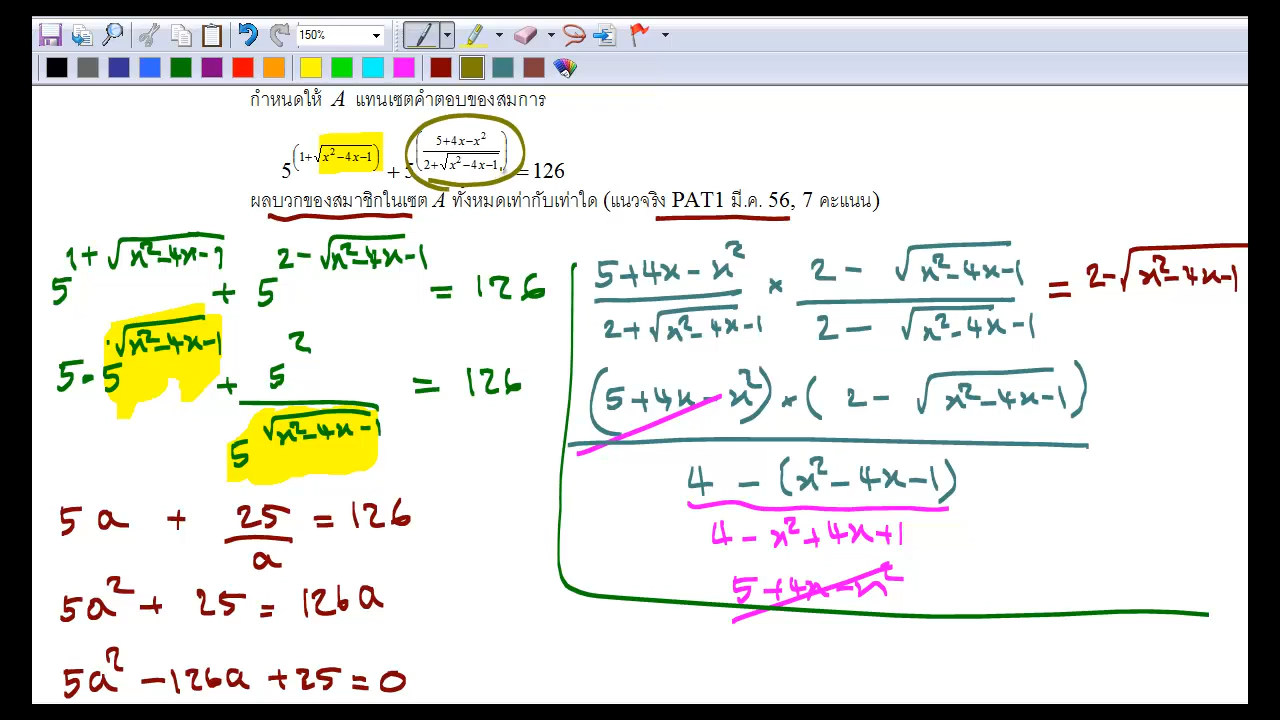 150%
กำหนดให้ A แทนเซตคำตอบของสมการ
5^(1+√(x²−4x−1)) + 5^((5+4x−x²)/(2+√(x²−4x−1))) = 126
ผลบวกของสมาชิกในเซต A ทั้งหมดเท่ากับเท่าใด (แนวจริง PAT1 มี.ค. 56, 7 คะแนน)
5^(1+√(x²−4x−1)) + 5^(2−√(x²−4x−1)) = 126
5·5^(√(x²−4x−1)) + 5²/5^(√(x²−4x−1)) = 126
5a + 25/a = 126
5a² + 25 = 126a
5a² − 126a + 25 = 0
(5+4x−x²)/(2+√(x²−4x−1)) × (2−√(x²−4x−1))/(2−√(x²−4x−1)) = 2−√(x²−4x−1)
(5+4x−x²) × (2−√(x²−4x−1))
4 − (x²−4x−1)
4 − x² + 4x + 1
5 + 4x − x²